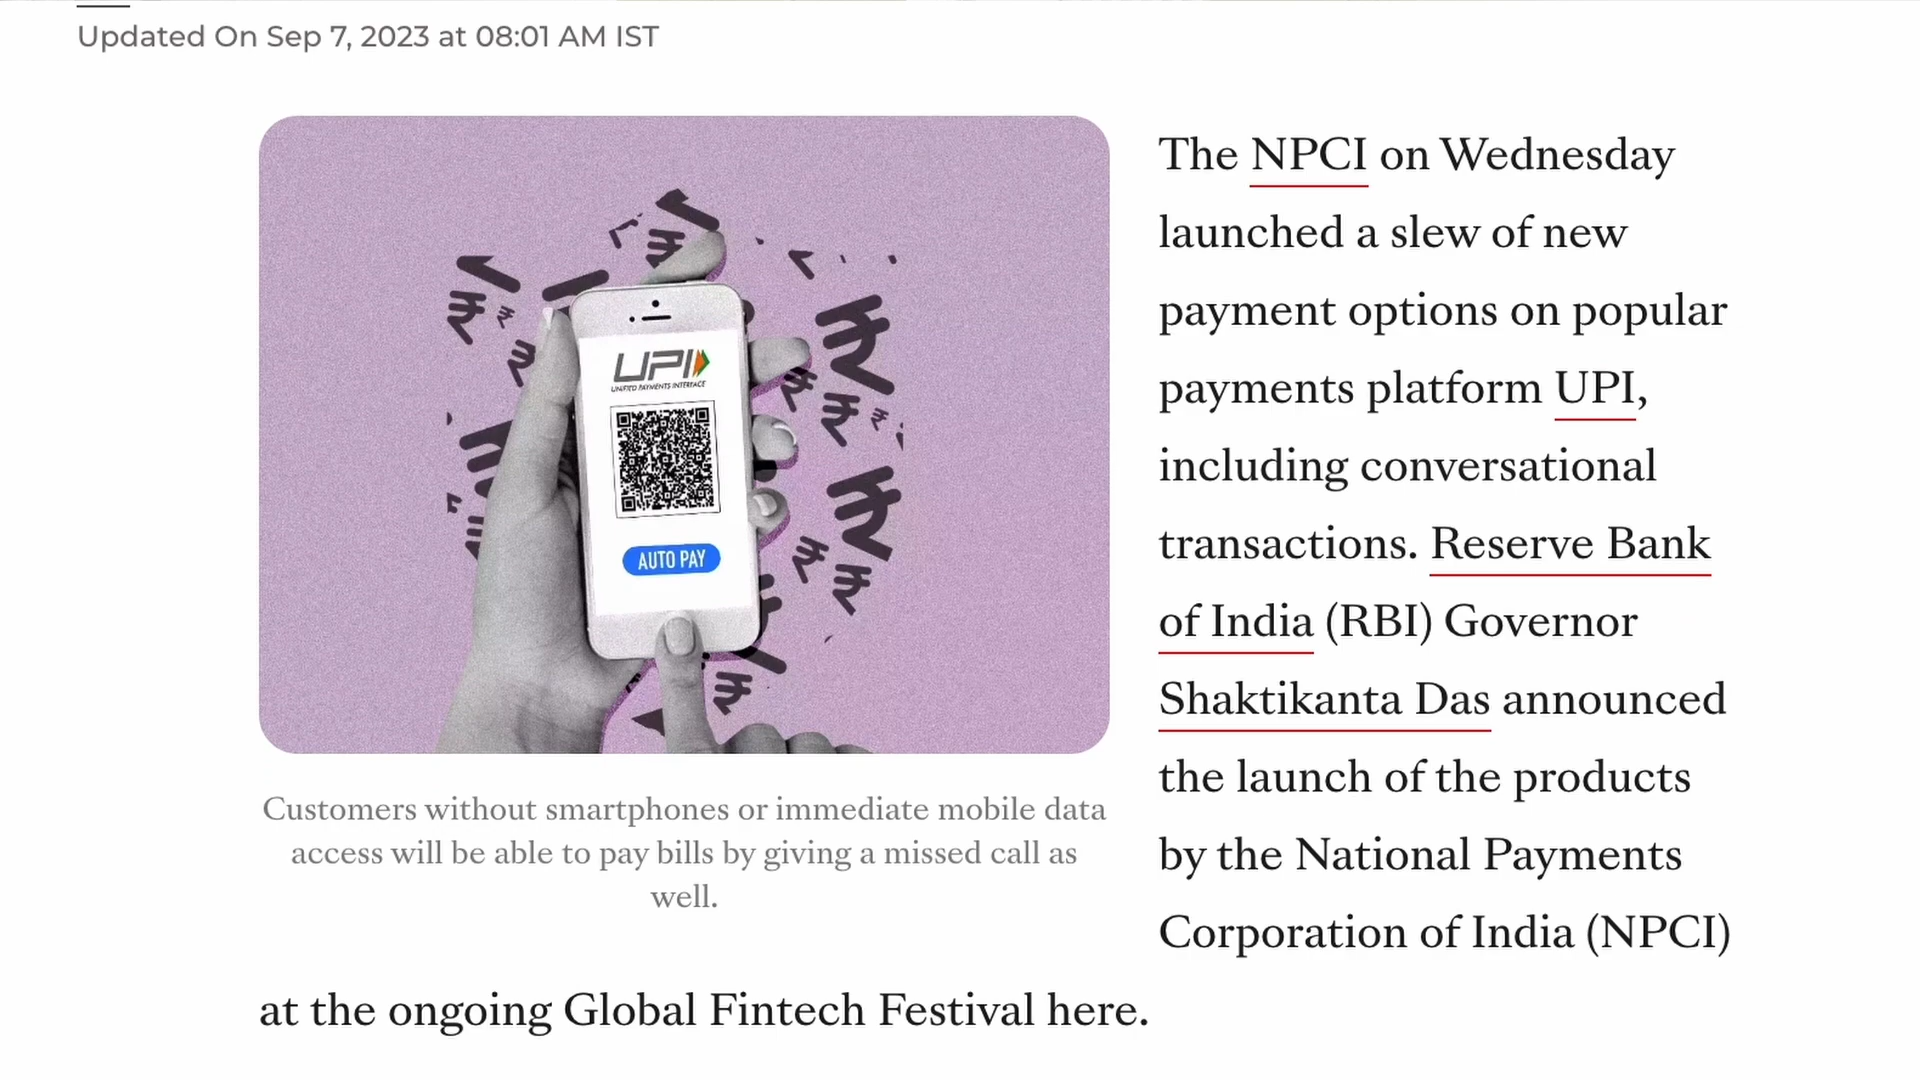 Updated On Sep 7, 2023 at 08:01 AM IST
UPI
UNIFIED PAYMENTS INTERFACE
AUTO PAY
Customers without smartphones or immediate mobile data
access will be able to pay bills by giving a missed call as
well.
The NPCI on Wednesday
launched a slew of new
payment options on popular
payments platform UPI,
including conversational
transactions. Reserve Bank
of India (RBI) Governor
Shaktikanta Das announced
the launch of the products
by the National Payments
Corporation of India (NPCI)
at the ongoing Global Fintech Festival here.